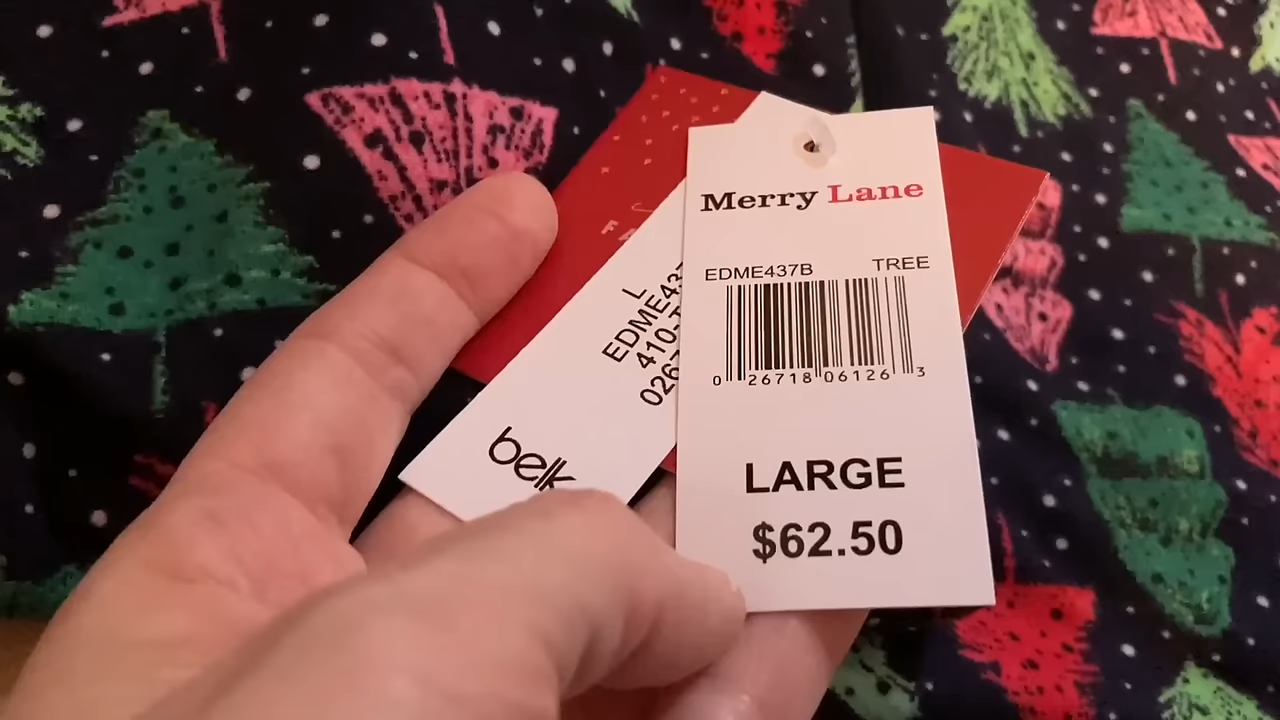 Merry Lane
EDME437B TREE
0 26718 06126 3
LARGE
$62.50
L
belk